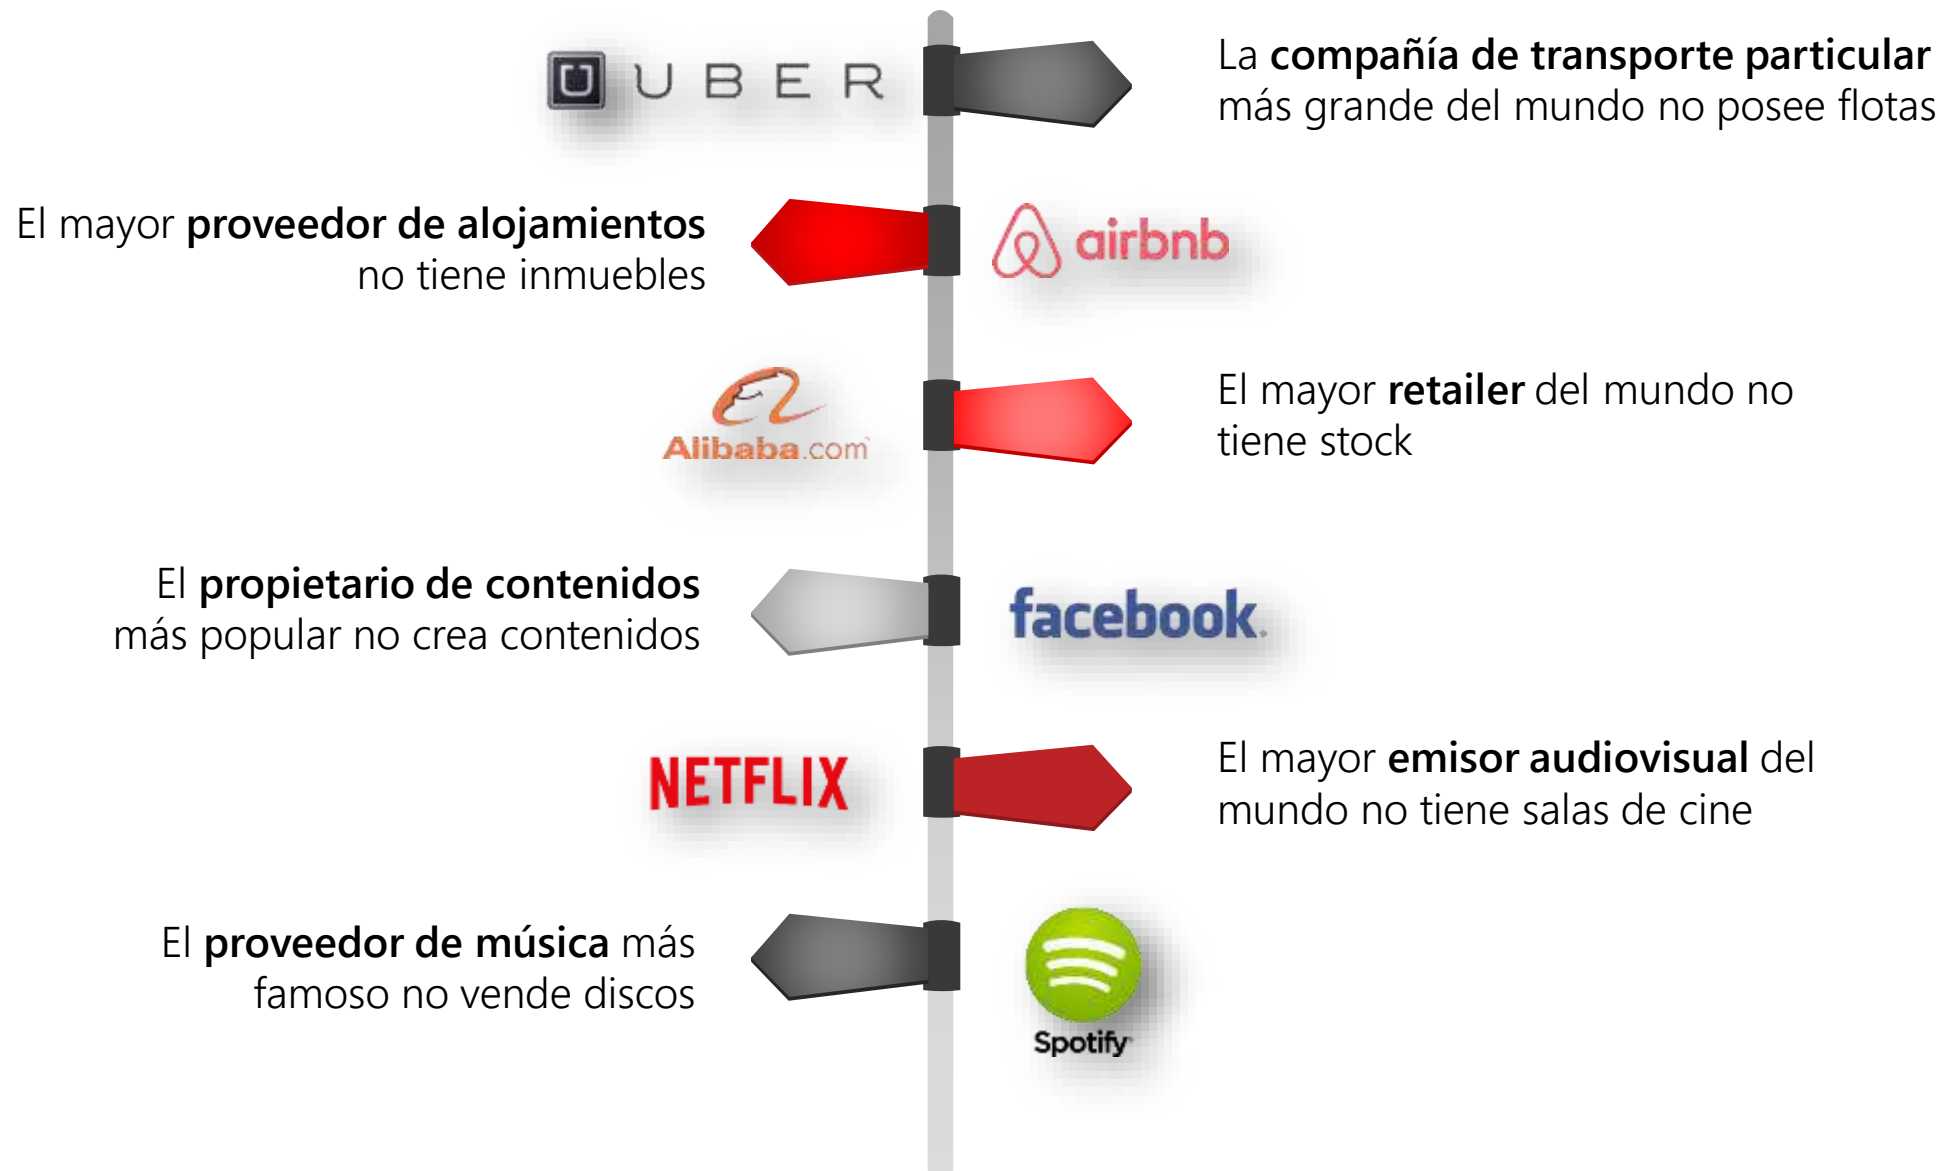 UBER
La compañía de transporte particular
más grande del mundo no posee flotas
El mayor proveedor de alojamientos
no tiene inmuebles
airbnb
Alibaba.com
El mayor retailer del mundo no
tiene stock
El propietario de contenidos
más popular no crea contenidos
facebook.
NETFLIX
El mayor emisor audiovisual del
mundo no tiene salas de cine
El proveedor de música más
famoso no vende discos
Spotify